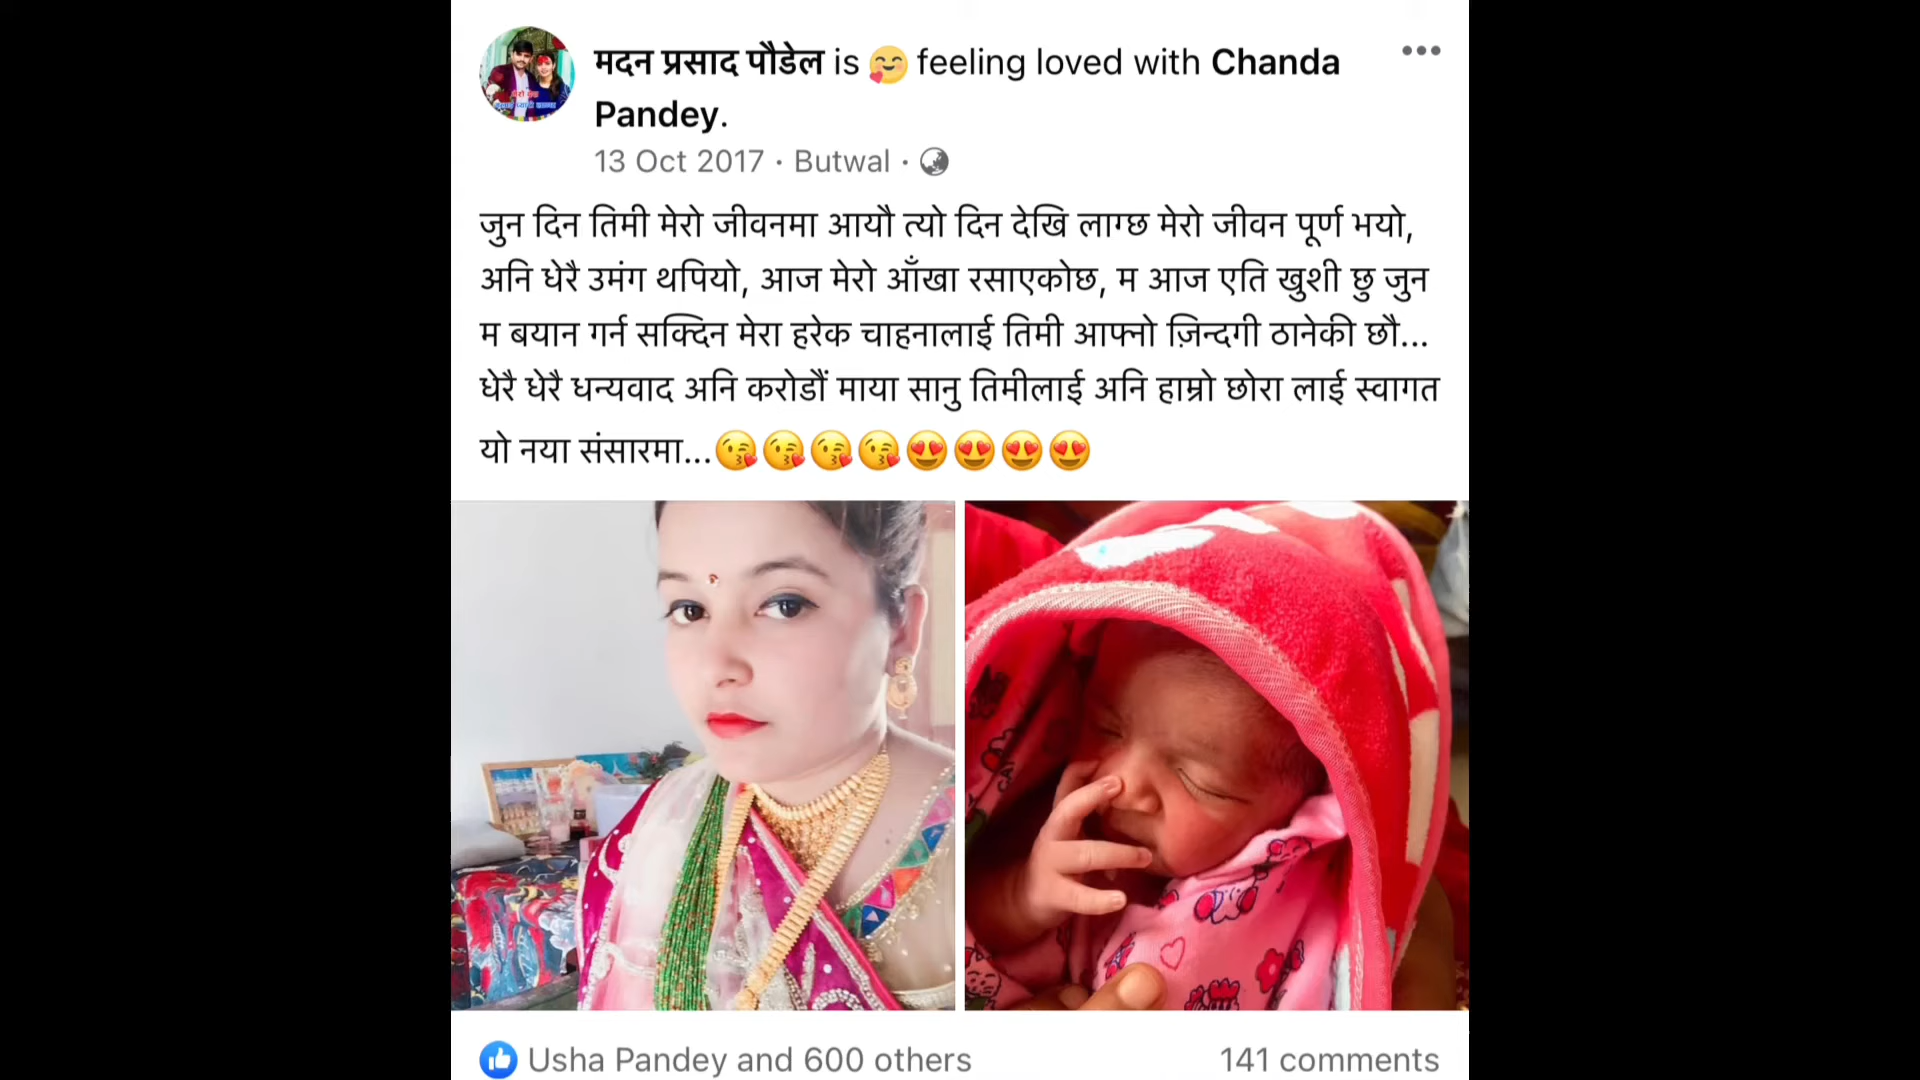 मदन प्रसाद पौडेल is 🥰 feeling loved with Chanda
Pandey.
13 Oct 2017 · Butwal ·
जुन दिन तिमी मेरो जीवनमा आयौ त्यो दिन देखि लाग्छ मेरो जीवन पूर्ण भयो,
अनि धेरै उमंग थपियो, आज मेरो आँखा रसाएकोछ, म आज एति खुशी छु जुन
म बयान गर्न सक्दिन मेरा हरेक चाहनालाई तिमी आफ्नो ज़िन्दगी ठानेकी छौ...
धेरै धेरै धन्यवाद अनि करोडौं माया सानु तिमीलाई अनि हाम्रो छोरा लाई स्वागत
यो नया संसारमा...😘😘😘😘😍😍😍😍
Usha Pandey and 600 others
141 comments